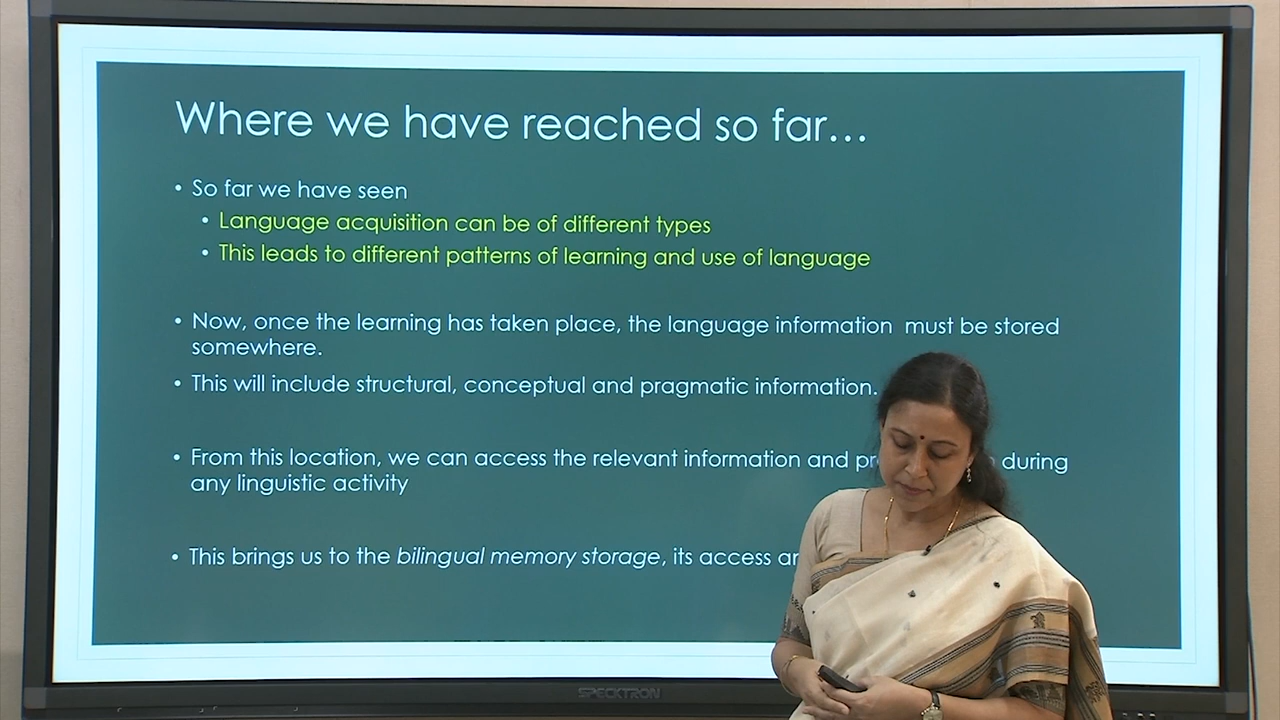 Where we have reached so far...
• So far we have seen
• Language acquisition can be of different types
• This leads to different patterns of learning and use of language
• Now, once the learning has taken place, the language information must be stored
somewhere.
• This will include structural, conceptual and pragmatic information.
• From this location, we can access the relevant information and during
any linguistic activity
• This brings us to the bilingual memory storage, its access
SPECKTRON